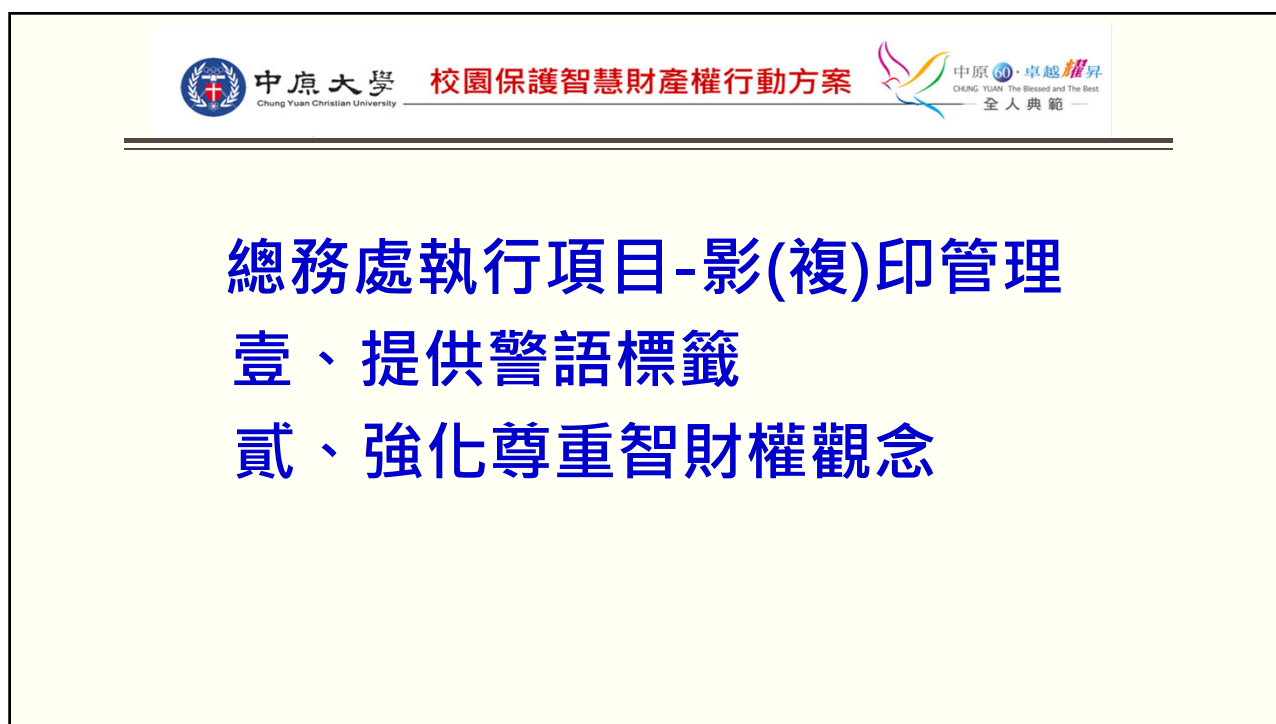 中原大學
Chung Yuan Christian University
校園保護智慧財產權行動方案
中原60·卓越耀昇
CHUNG YUAN The Blessed and The Best
全人典範
總務處執行項目-影(複)印管理
壹、提供警語標籤
貳、強化尊重智財權觀念